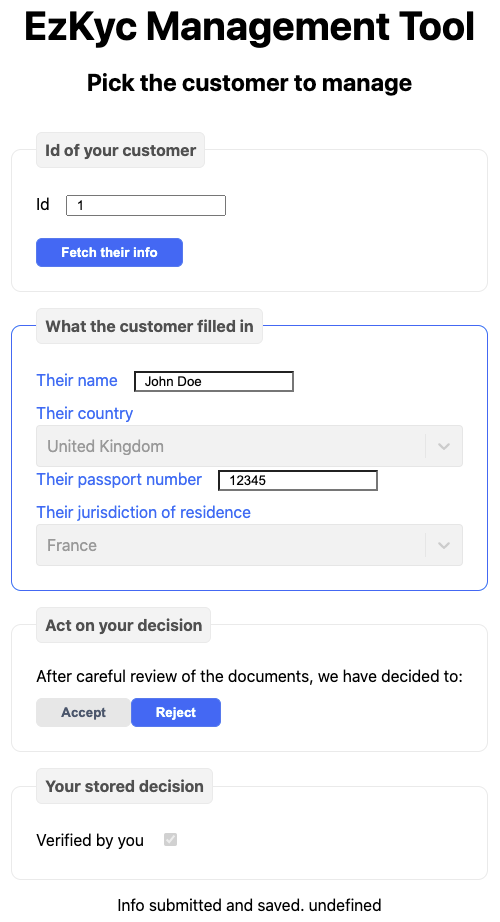 EzKyc Management Tool
Pick the customer to manage
Id of your customer
Id 1
Fetch their info
What the customer filled in
Their name John Doe
Their country
United Kingdom
Their passport number 12345
Their jurisdiction of residence
France
Act on your decision
After careful review of the documents, we have decided to:
Accept Reject
Your stored decision
Verified by you
Info submitted and saved. undefined